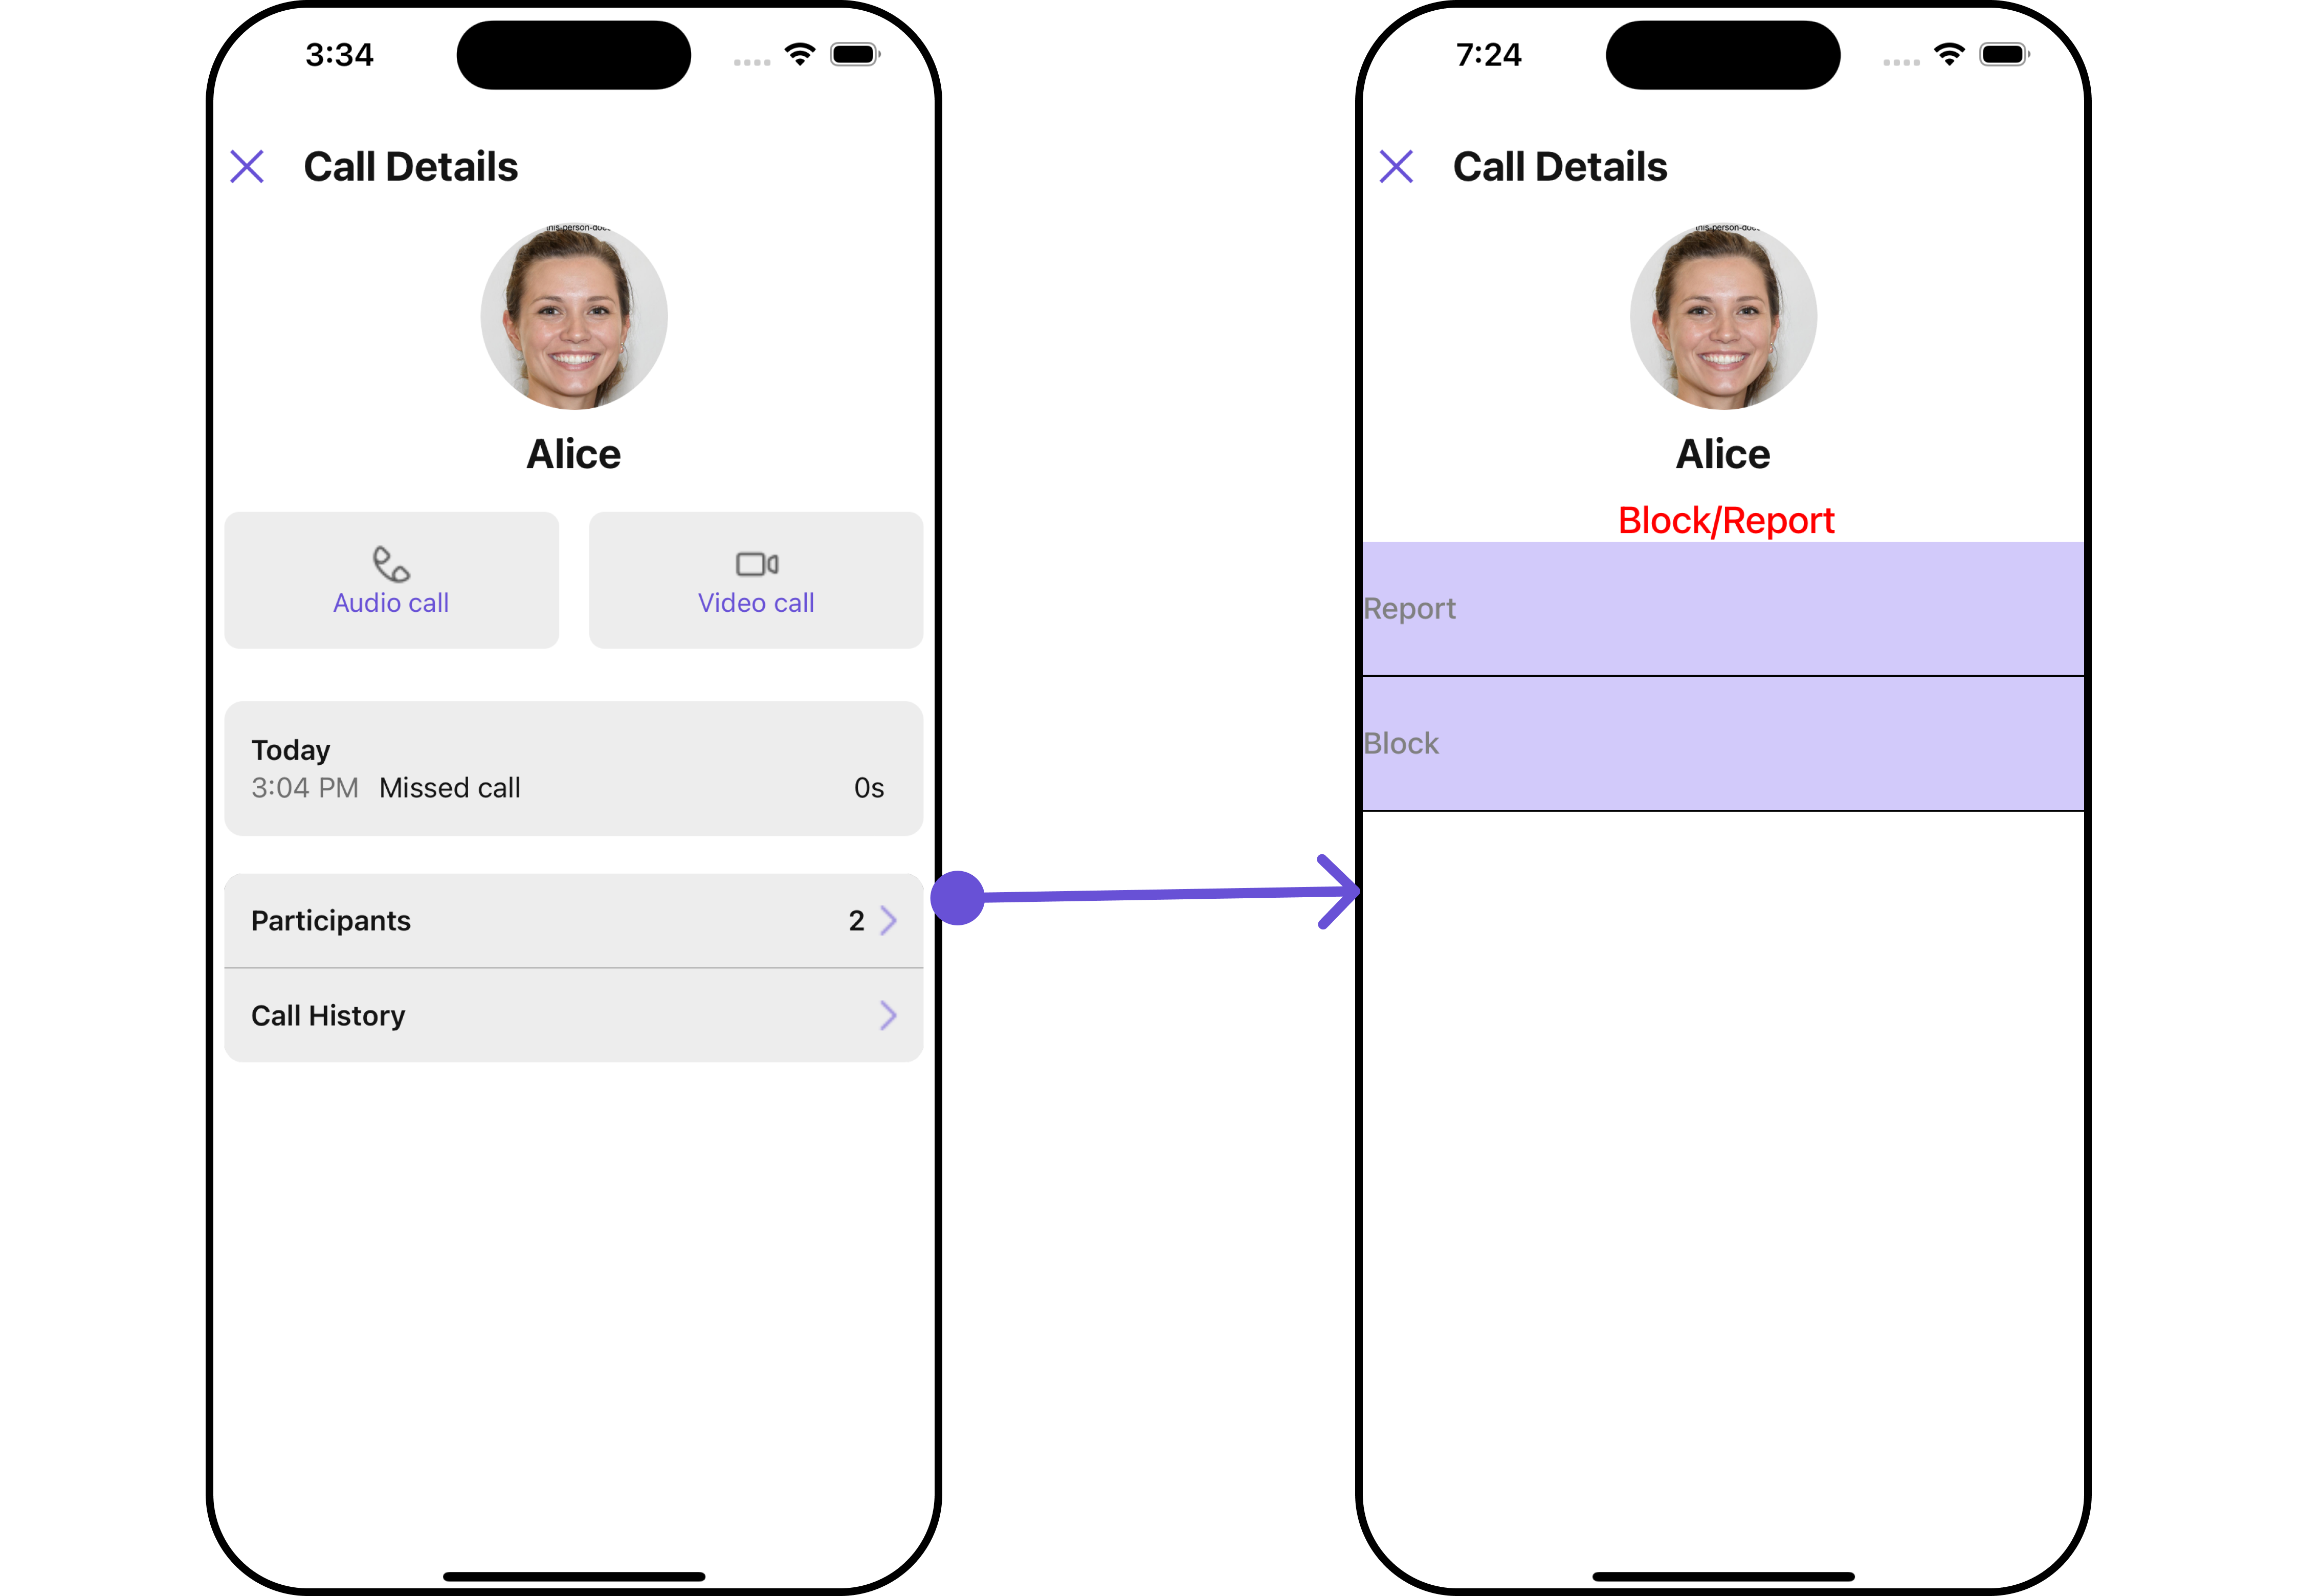 3:34
Call Details
Alice
Audio call
Video call
Today
3:04 PM Missed call 0s
Participants 2
Call History
7:24
Call Details
Alice
Block/Report
Report
Block